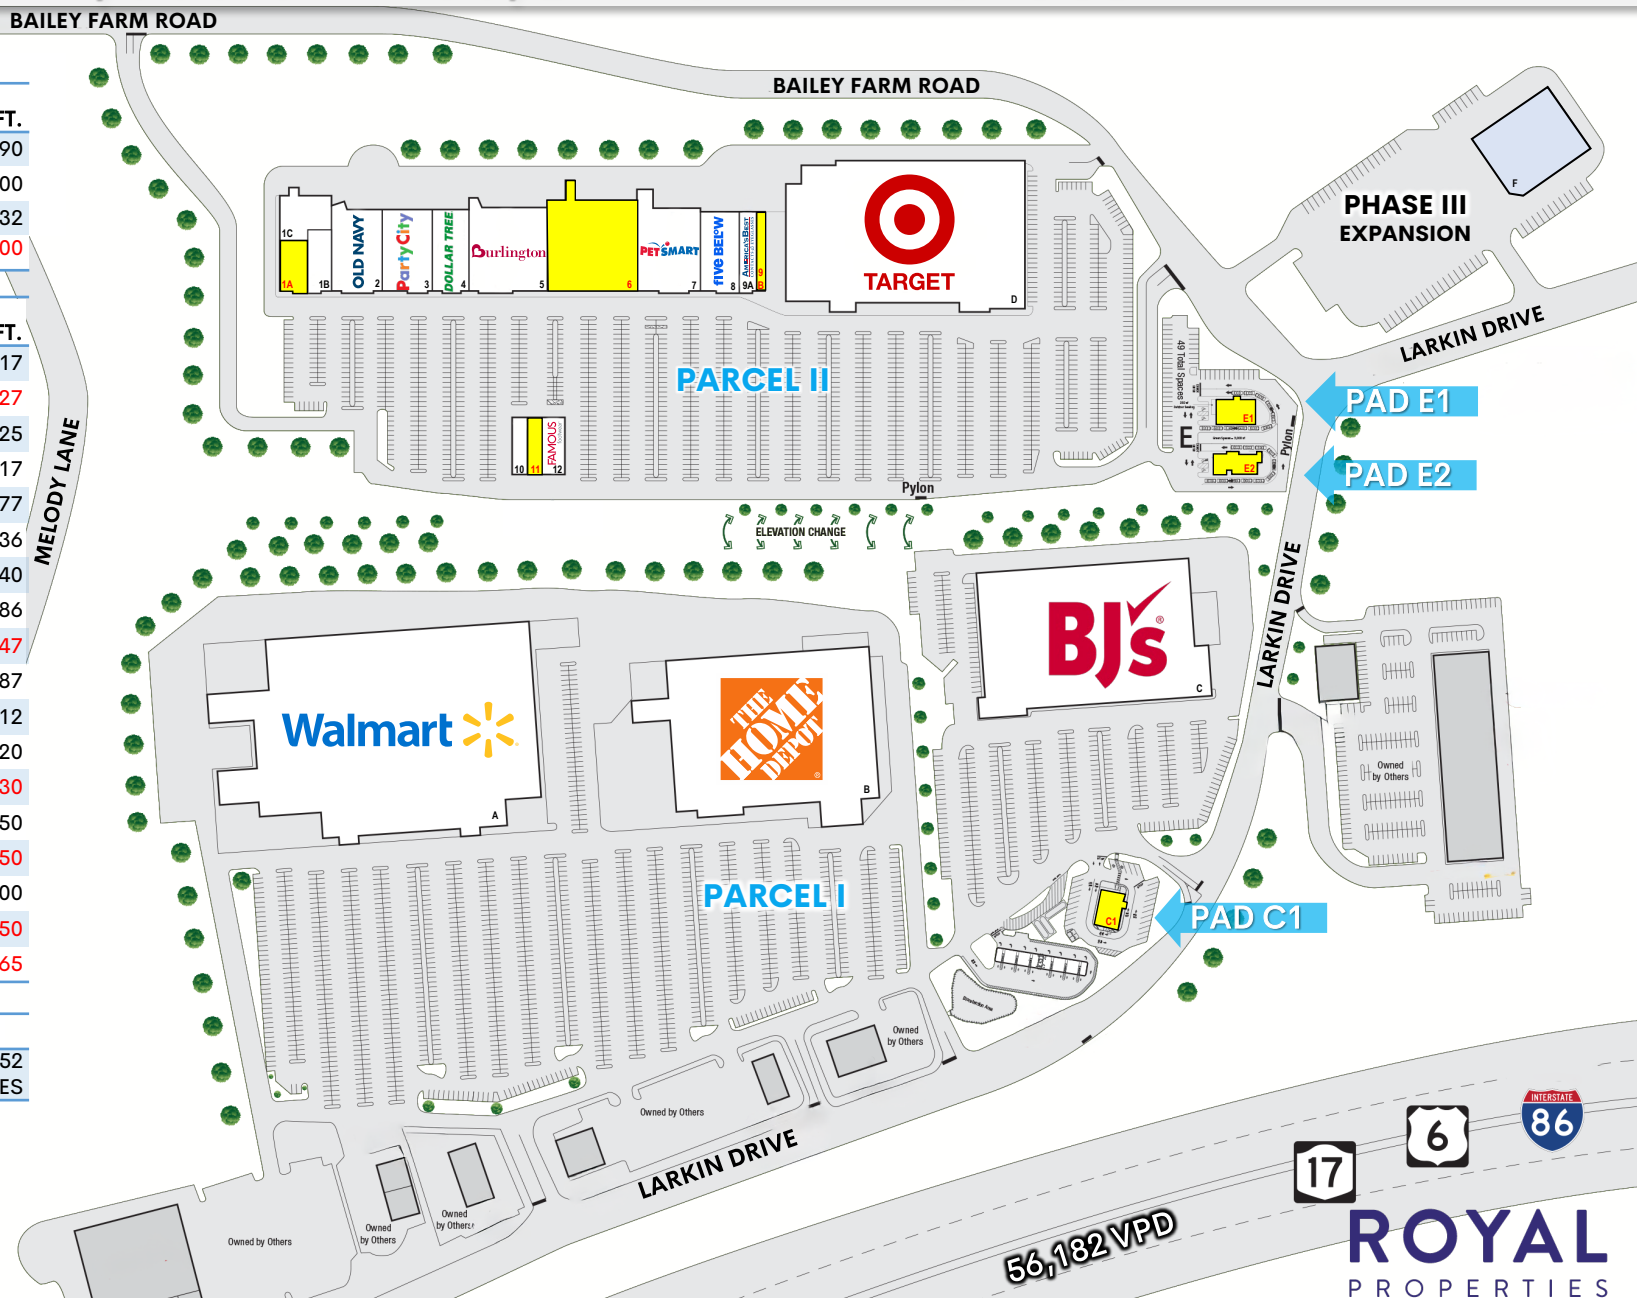 BAILEY FARM ROAD
BAILEY FARM ROAD
FT.
90
00
32
00
FT.
17
27
25
17
77
36
40
86
47
87
12
20
30
50
50
00
50
65
52
ES
MELODY LANE
1C
1A
1B
OLD NAVY
2
PartyCity
3
DOLLAR TREE
4
Burlington
5
6
PETSMART
7
five BELOW
8
AMERICA'S BEST
9A
9
B
TARGET
D
PHASE III
EXPANSION
F
LARKIN DRIVE
PARCEL II
49 Total Spaces
E1
E
E2
Pylon
PAD E1
PAD E2
10
11
FAMOUS
12
Pylon
ELEVATION CHANGE
LARKIN DRIVE
BJ's
®
C
Walmart
A
THE
HOME
DEPOT
®
B
Owned
by Others
PARCEL I
C1
PAD C1
Owned
by Others
Owned by Others
LARKIN DRIVE
Owned
by Others
Owned
by Others
Owned by Others
56,182 VPD
17
6
INTERSTATE
86
ROYAL
PROPERTIES